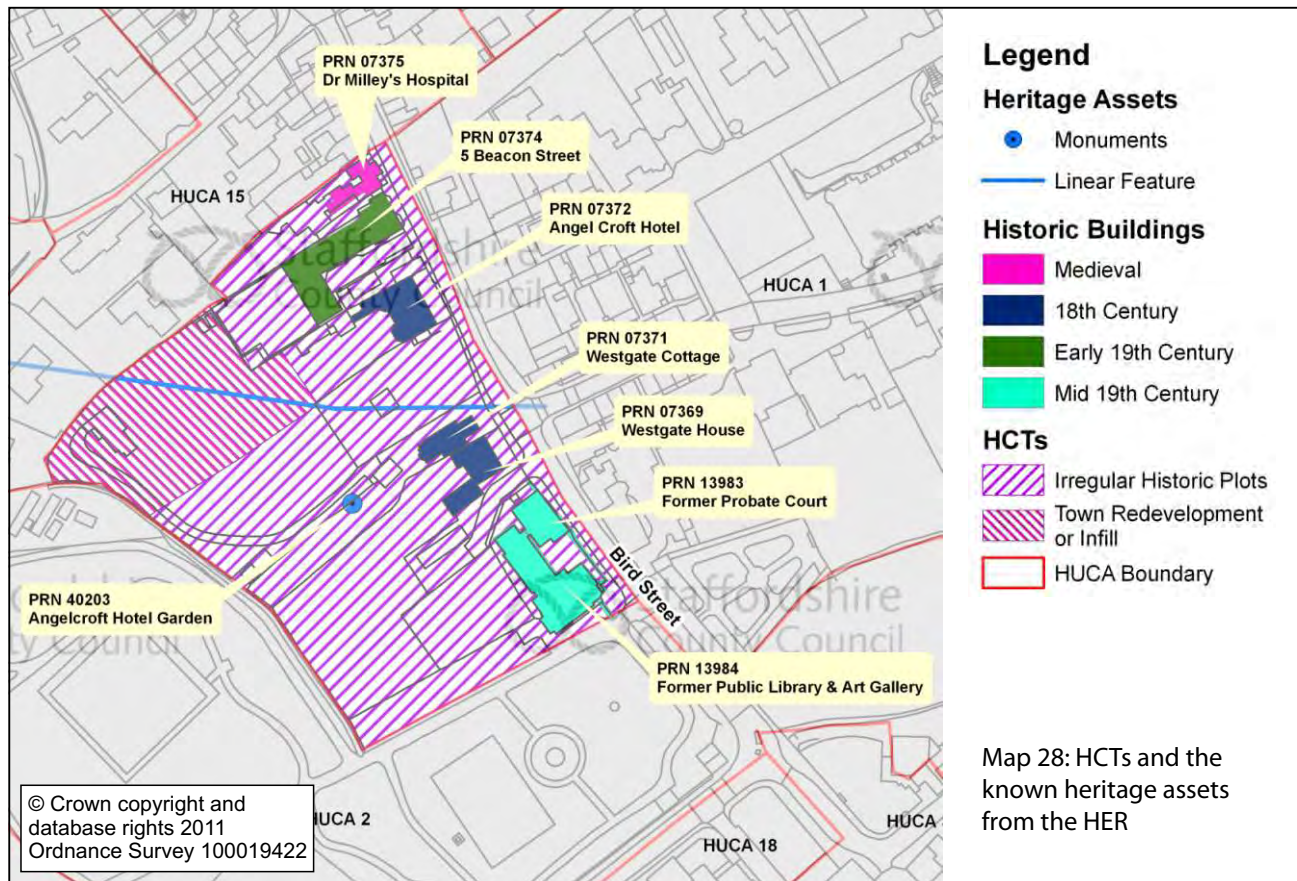 PRN 07375
Dr Milley's Hospital
PRN 07374
5 Beacon Street
HUCA 15
PRN 07372
Angel Croft Hotel
Staffordshire
County Council
HUCA 1
PRN 07371
Westgate Cottage
PRN 07369
Westgate House
PRN 13983
Former Probate Court
Bird Street
PRN 40203
Angelcroft Hotel Garden
Staffordshire
County Council
PRN 13984
Former Public Library & Art Gallery
© Crown copyright and
database rights 2011
Ordnance Survey 100019422
HUCA 2
HUCA 18
Legend
Heritage Assets
Monuments
Linear Feature
Historic Buildings
Medieval
18th Century
Early 19th Century
Mid 19th Century
HCTs
Irregular Historic Plots
Town Redevelopment
or Infill
HUCA Boundary
Map 28: HCTs and the
known heritage assets
from the HER